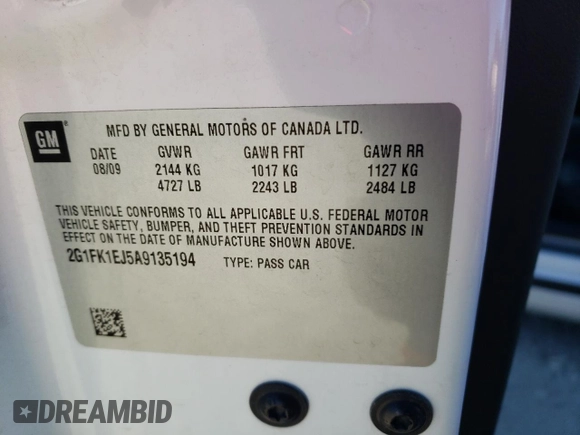 GM
MFD BY GENERAL MOTORS OF CANADA LTD.
DATE GVWR GAWR FRT GAWR RR
08/09 2144 KG 1017 KG 1127 KG
4727 LB 2243 LB 2484 LB
THIS VEHICLE CONFORMS TO ALL APPLICABLE U.S. FEDERAL MOTOR
VEHICLE SAFETY, BUMPER, AND THEFT PREVENTION STANDARDS IN
EFFECT ON THE DATE OF MANUFACTURE SHOWN ABOVE.
2G1FK1EJ5A9135194 TYPE: PASS CAR
DREAMBID